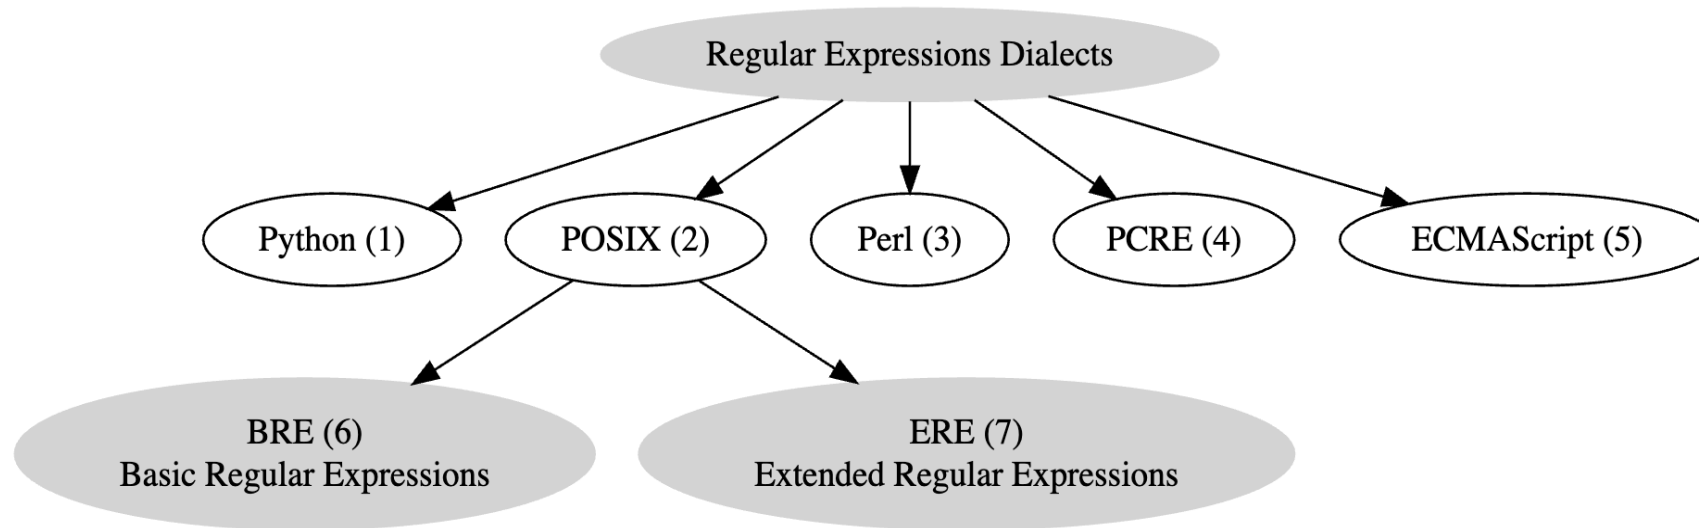 Regular Expressions Dialects
Python (1)
POSIX (2)
Perl (3)
PCRE (4)
ECMAScript (5)
BRE (6)
Basic Regular Expressions
ERE (7)
Extended Regular Expressions